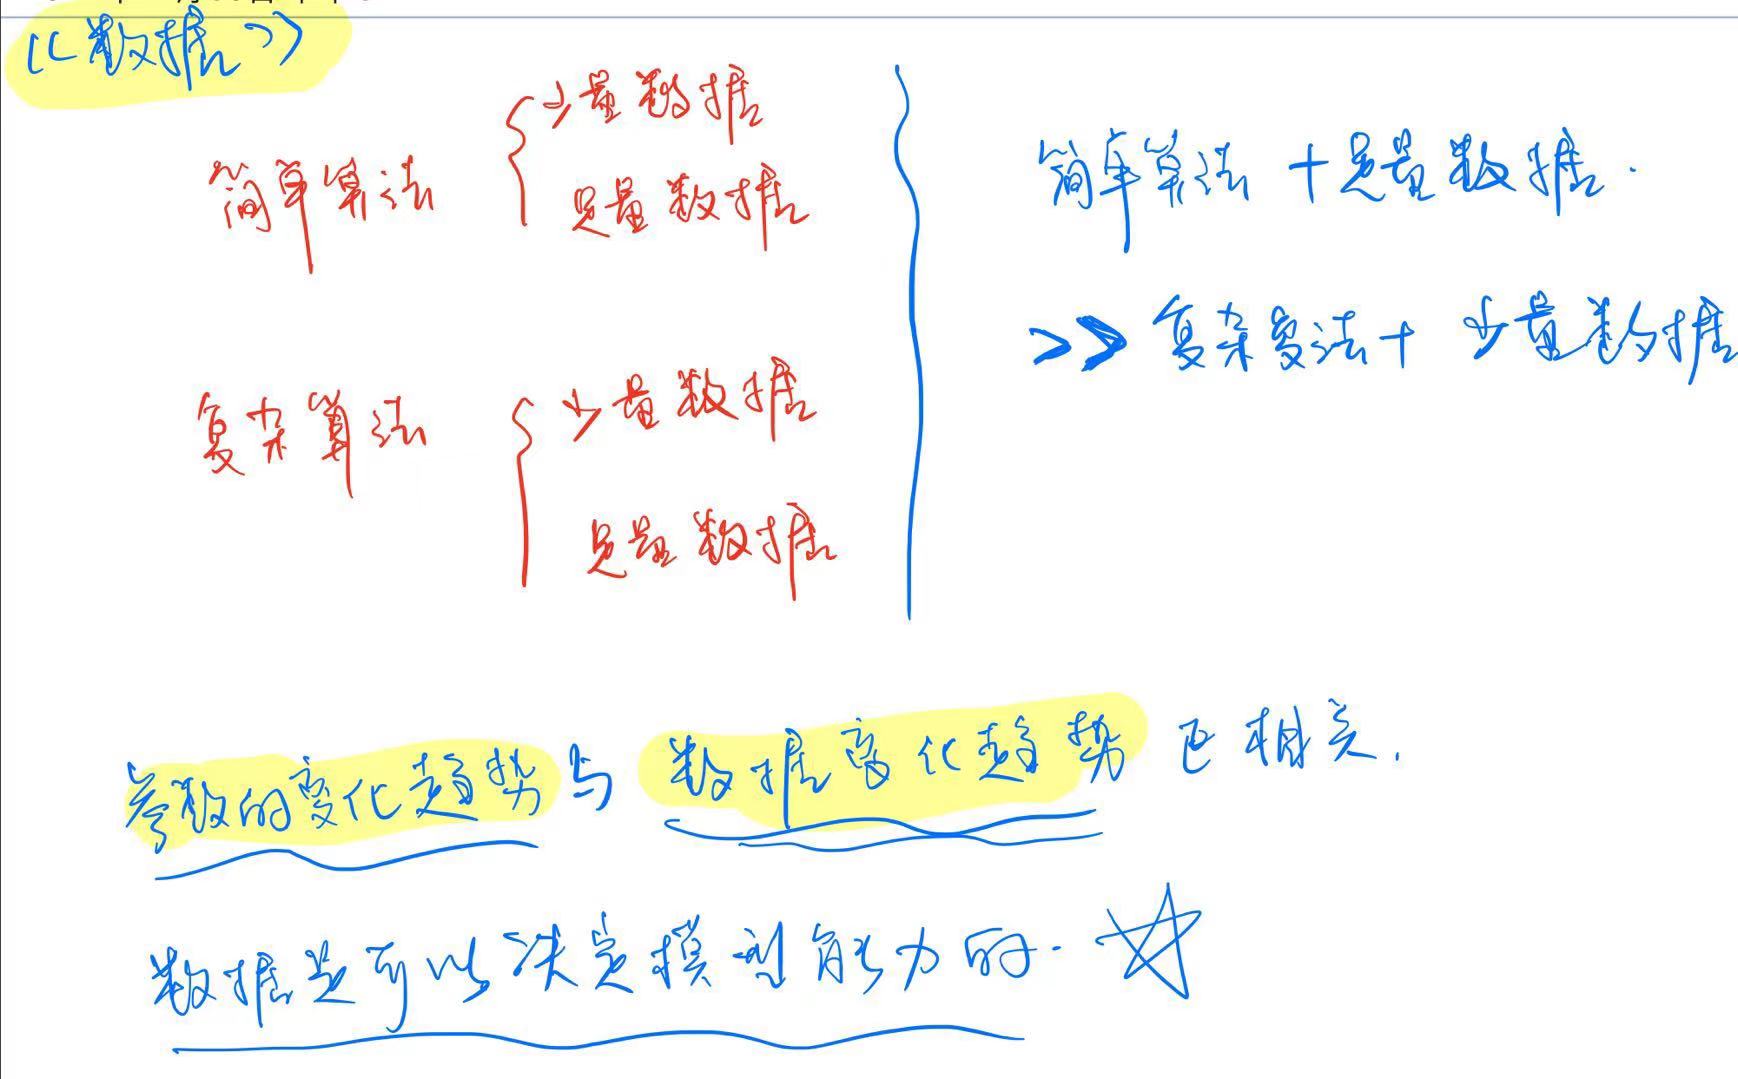 《数据》
简单算法 { 少量数据
足量数据
复杂算法 { 少量数据
足量数据
简单算法 + 足量数据.
>> 复杂算法 + 少量数据
参数的变化趋势与数据变化趋势正相关.
数据是可以决定模型能力的. ☆